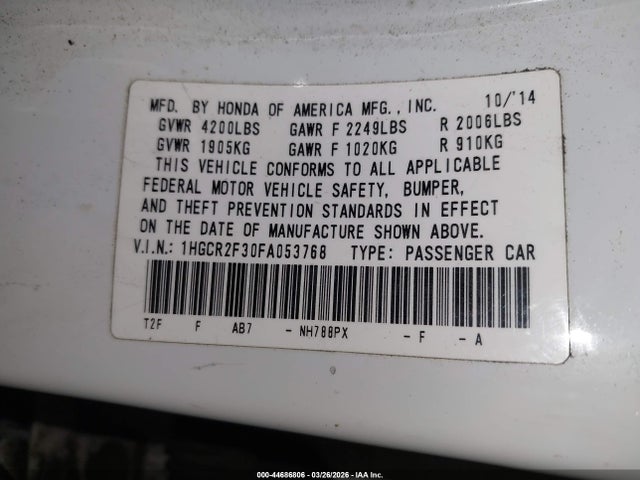 MFD. BY HONDA OF AMERICA MFG., INC. 10/'14
GVWR 4200LBS GAWR F 2249LBS R 2006LBS
GVWR 1905KG GAWR F 1020KG R 910KG
THIS VEHICLE CONFORMS TO ALL APPLICABLE
FEDERAL MOTOR VEHICLE SAFETY, BUMPER,
AND THEFT PREVENTION STANDARDS IN EFFECT
ON THE DATE OF MANUFACTURE SHOWN ABOVE.
V.I.N.: 1HGCR2F30FA053768 TYPE: PASSENGER CAR
T2F F AB7 - NH788PX - F - A
000-44686806 | 03/26/2026 | IAA Inc.